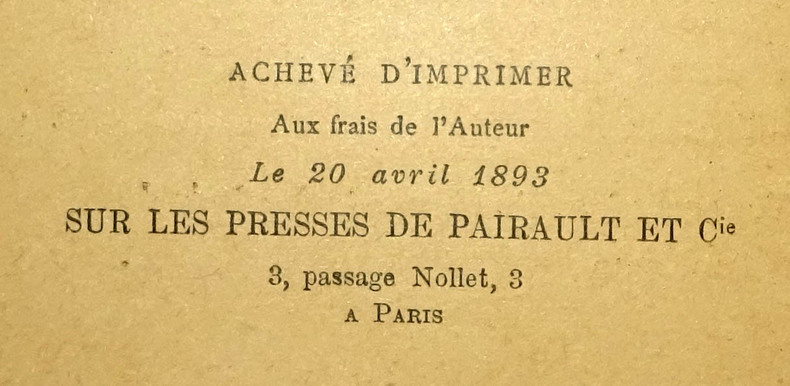 ACHEVÉ D'IMPRIMER
Aux frais de l'Auteur
Le 20 avril 1893
SUR LES PRESSES DE PAIRAULT ET Cie
3, passage Nollet, 3
A PARIS